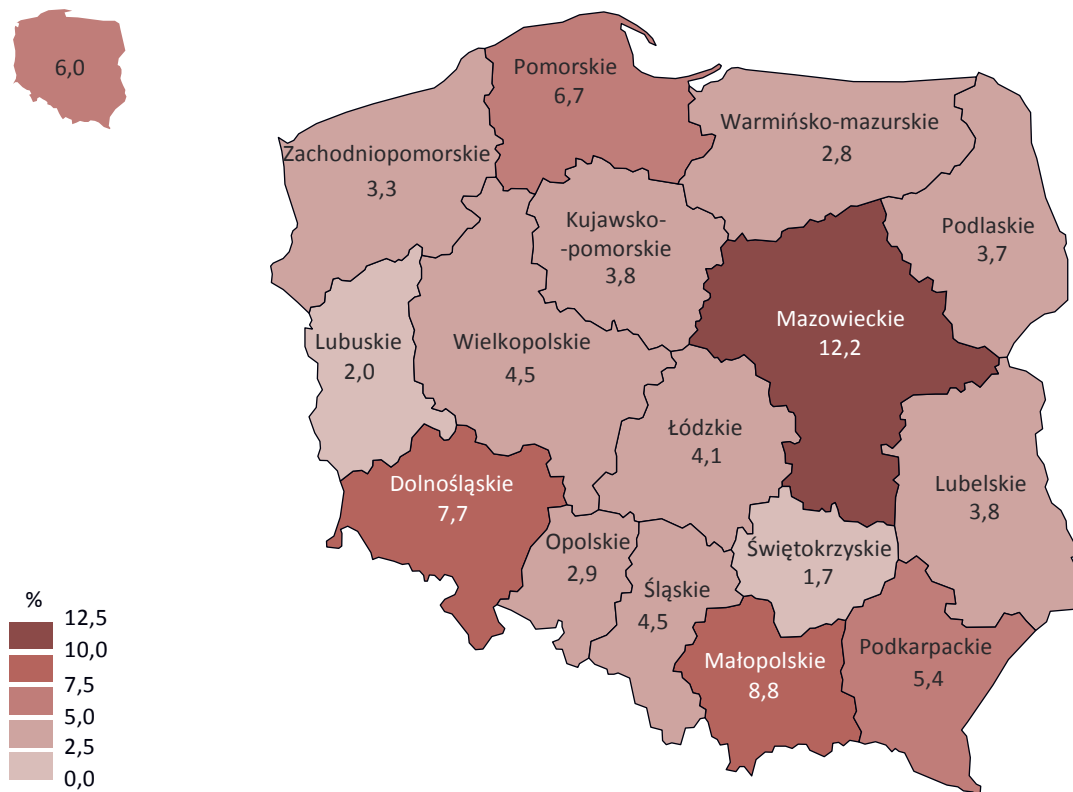 6,0
Pomorskie
6,7
Warmińsko-mazurskie
2,8
Zachodniopomorskie
3,3
Kujawsko-
-pomorskie
3,8
Podlaskie
3,7
Mazowieckie
12,2
Lubuskie
2,0
Wielkopolskie
4,5
Łódzkie
4,1
Dolnośląskie
7,7
Lubelskie
3,8
Opolskie
2,9
Świętokrzyskie
1,7
Śląskie
4,5
Małopolskie
8,8
Podkarpackie
5,4
%
12,5
10,0
7,5
5,0
2,5
0,0